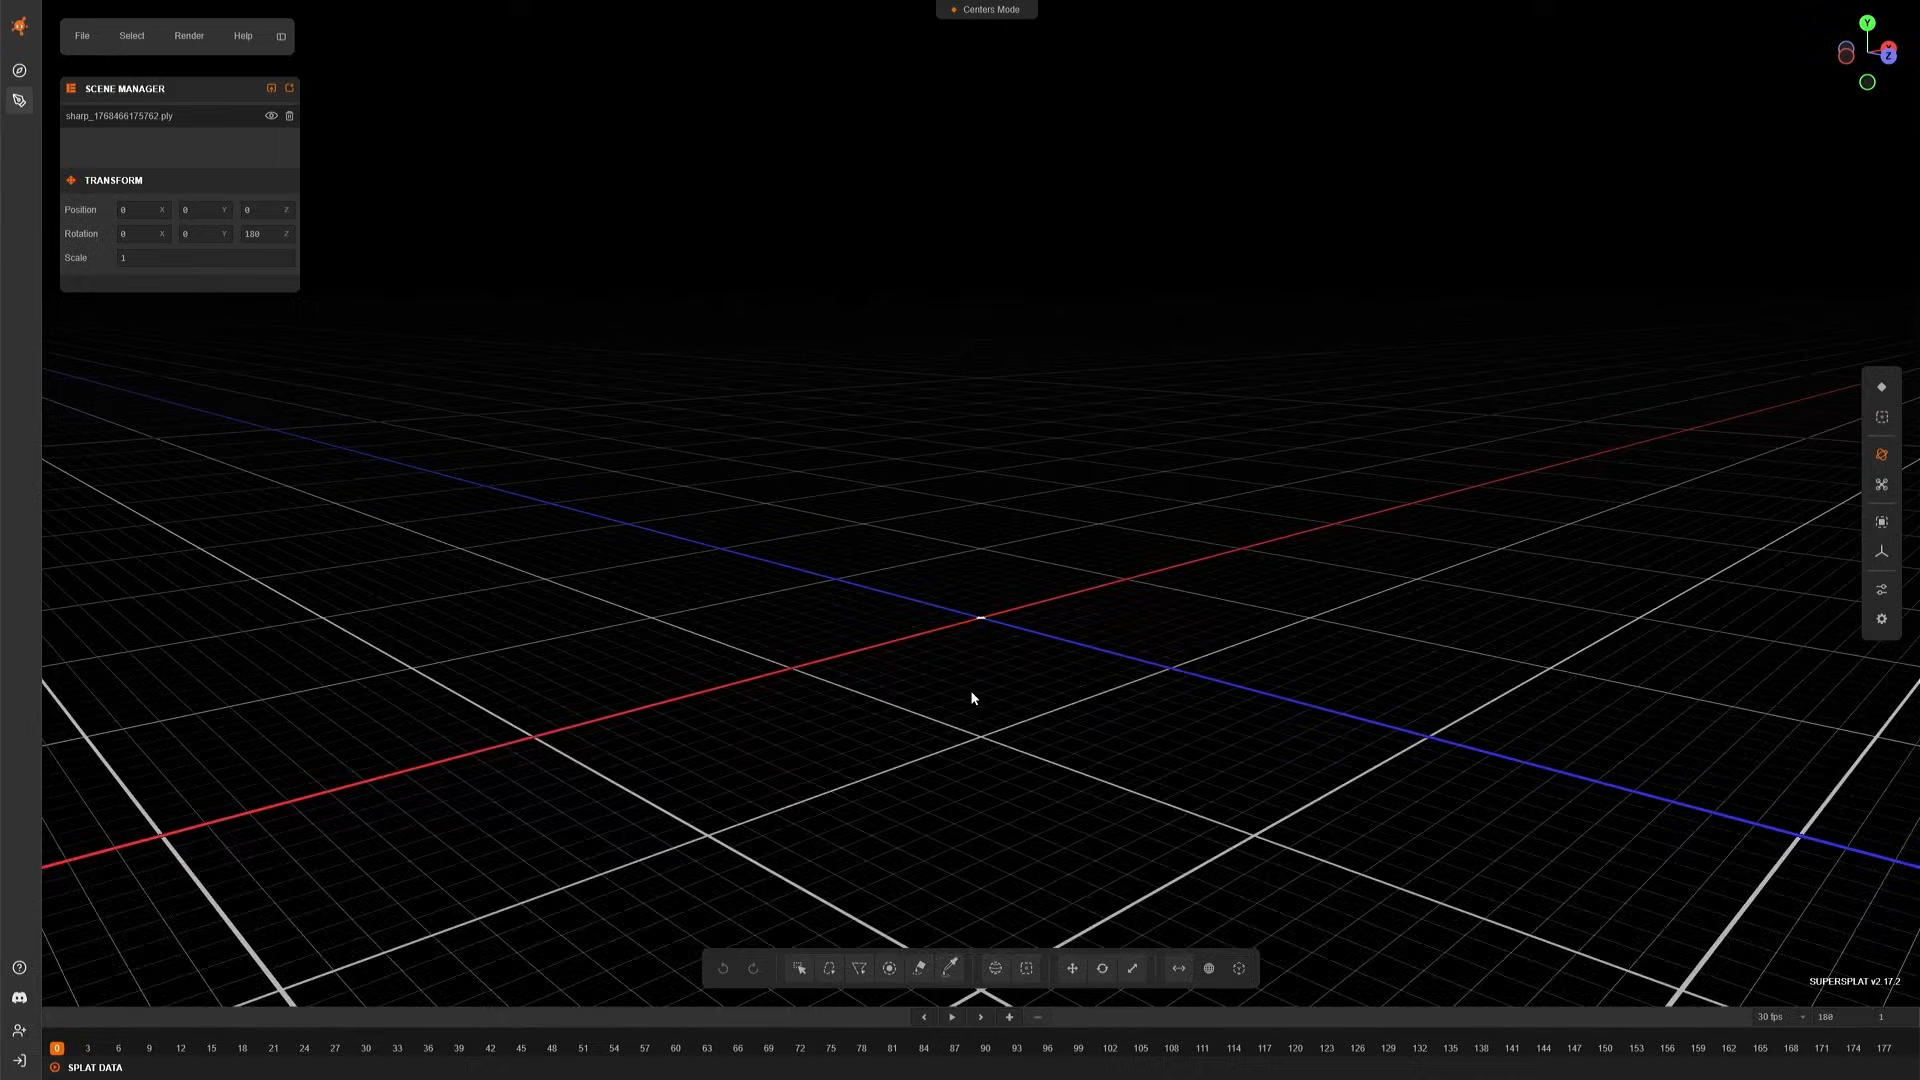 Centers Mode
File Select Render Help
Y
X
Z
SCENE MANAGER
sharp_1768466175762.ply
TRANSFORM
Position 0 X 0 Y 0 Z
Rotation 0 X 0 Y 180 Z
Scale 1
SUPERSPLAT v2.17.2
30 fps 180 1
0 3 6 9 12 15 18 21 24 27 30 33 36 39 42 45 48 51 54 57 60 63 66 69 72 75 78 81 84 87 90 93 96 99 102 105 108 111 114 117 120 123 126 129 132 135 138 141 144 147 150 153 156 159 162 165 168 171 174 177
SPLAT DATA